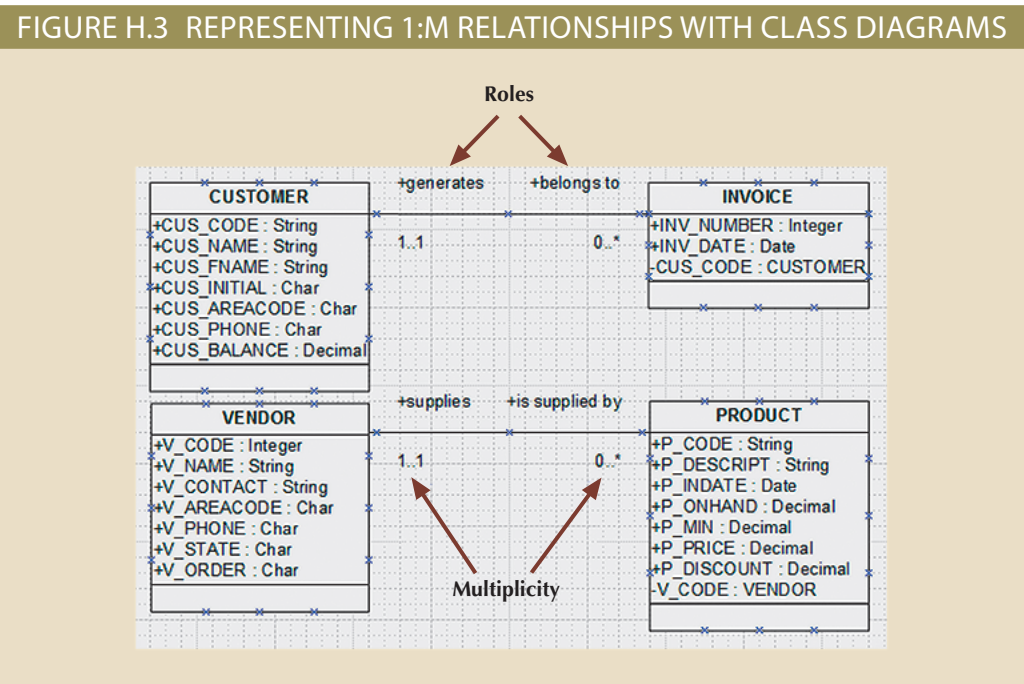 FIGURE H.3 REPRESENTING 1:M RELATIONSHIPS WITH CLASS DIAGRAMS
Roles
+generates
+belongs to
CUSTOMER
+CUS_CODE : String
+CUS_NAME : String
+CUS_FNAME : String
+CUS_INITIAL : Char
+CUS_AREACODE : Char
+CUS_PHONE : Char
+CUS_BALANCE : Decimal
1..1
0..*
INVOICE
+INV_NUMBER : Integer
+INV_DATE : Date
-CUS_CODE : CUSTOMER
+supplies
+is supplied by
VENDOR
+V_CODE : Integer
+V_NAME : String
+V_CONTACT : String
+V_AREACODE : Char
+V_PHONE : Char
+V_STATE : Char
+V_ORDER : Char
1..1
0..*
PRODUCT
+P_CODE : String
+P_DESCRIPT : String
+P_INDATE : Date
+P_ONHAND : Decimal
+P_MIN : Decimal
+P_PRICE : Decimal
+P_DISCOUNT : Decimal
-V_CODE : VENDOR
Multiplicity